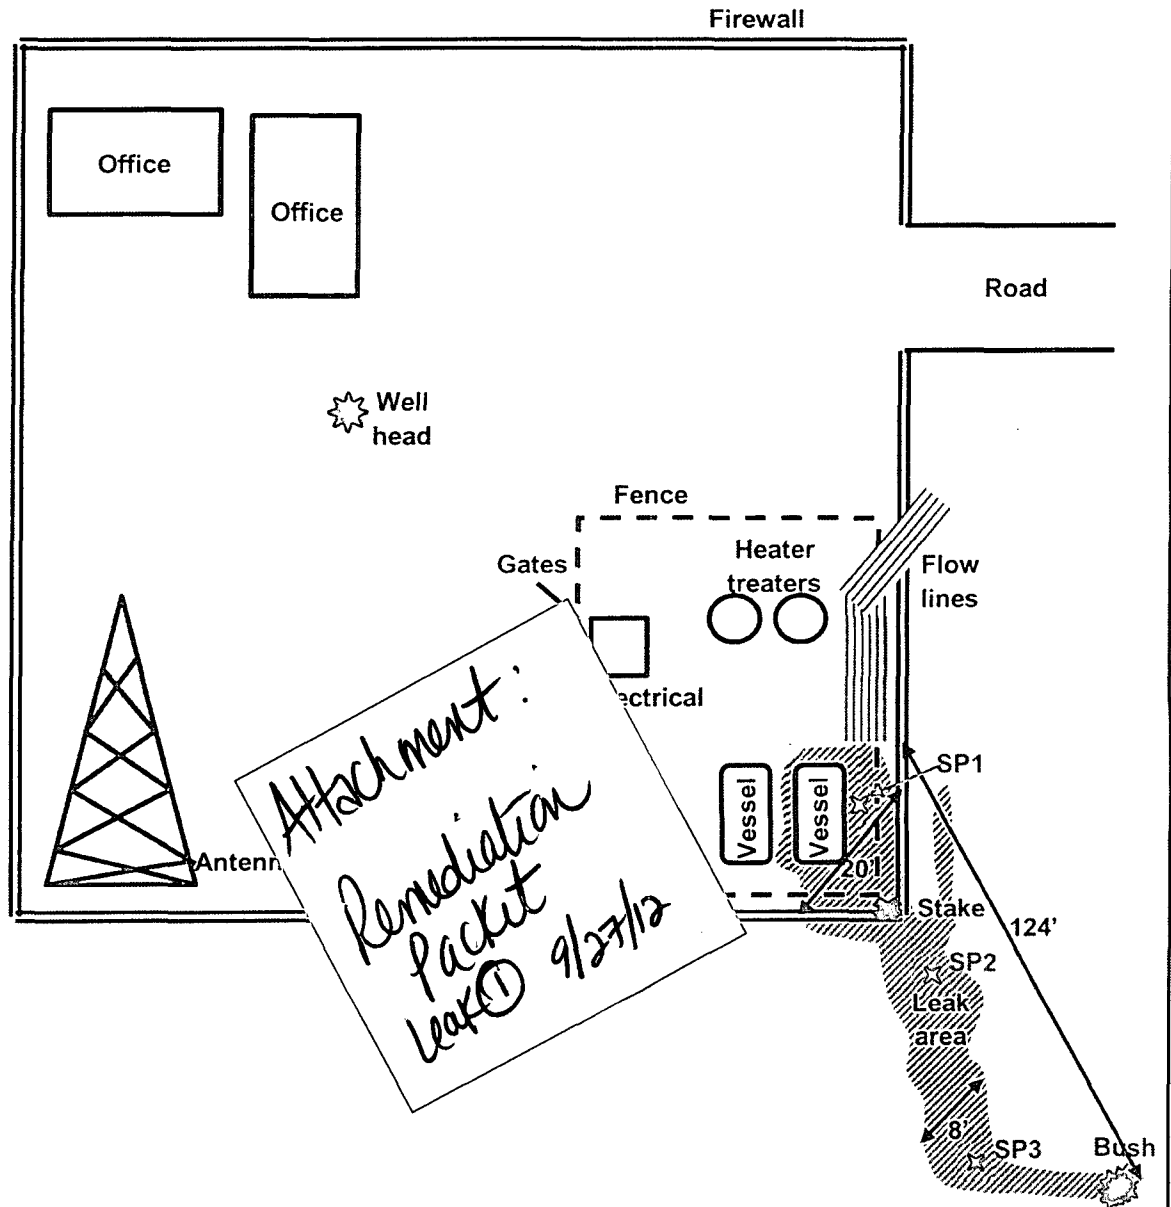 Firewall
Office
Office
Road
Well
head
Fence
Gates
Heater
treaters
Flow
lines
ectrical
Attachment:
Remediation
Packet
Leak ① 9/27/12
Antenn
Vessel
Vessel
SP1
20'
Stake
124'
SP2
Leak
area
8'
SP3
Bush